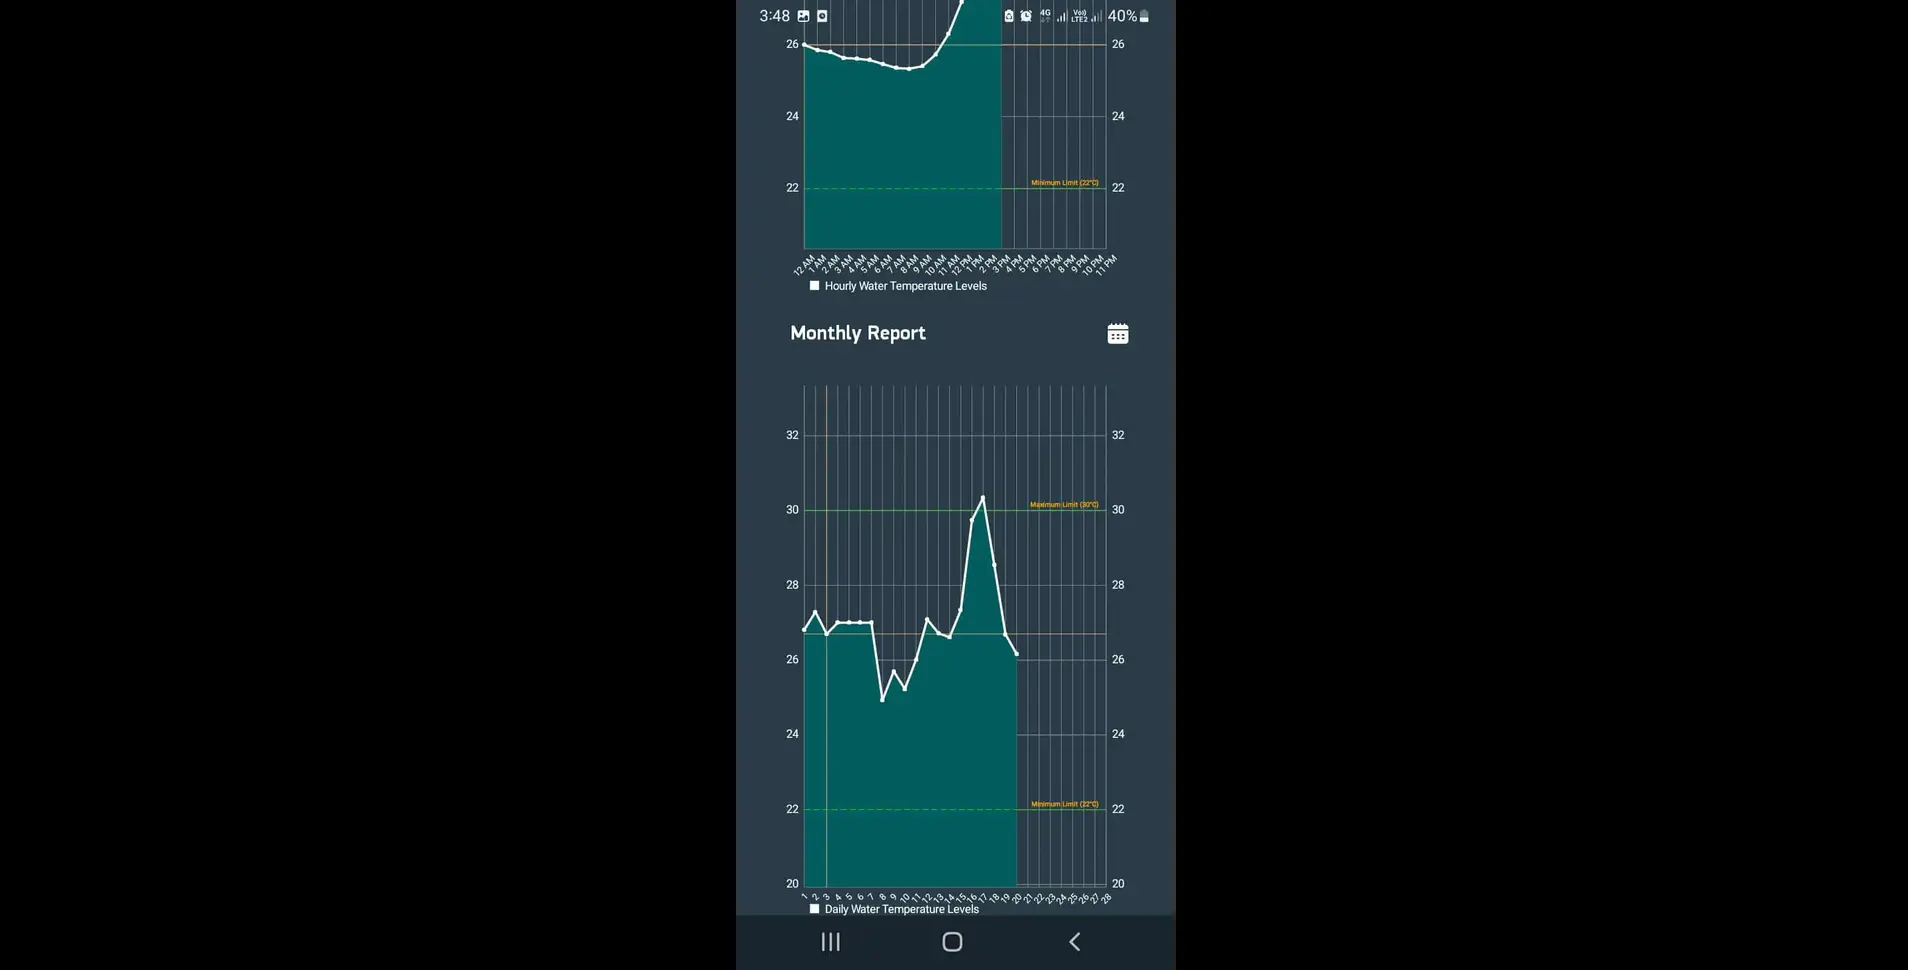 3:48 4G Vo) LTE2 40%
26 26
24 24
Minimum Limit (22°C)
22 22
12 AM 1 AM 2 AM 3 AM 4 AM 5 AM 6 AM 7 AM 8 AM 9 AM 10 AM 11 AM 12 PM 1 PM 2 PM 3 PM 4 PM 5 PM 6 PM 7 PM 8 PM 9 PM 10 PM 11 PM
Hourly Water Temperature Levels
Monthly Report
32 32
Maximum Limit (30°C)
30 30
28 28
26 26
24 24
Minimum Limit (22°C)
22 22
20 20
1 2 3 4 5 6 7 8 9 10 11 12 13 14 15 16 17 18 19 20 21 22 23 24 25 26 27 28
Daily Water Temperature Levels